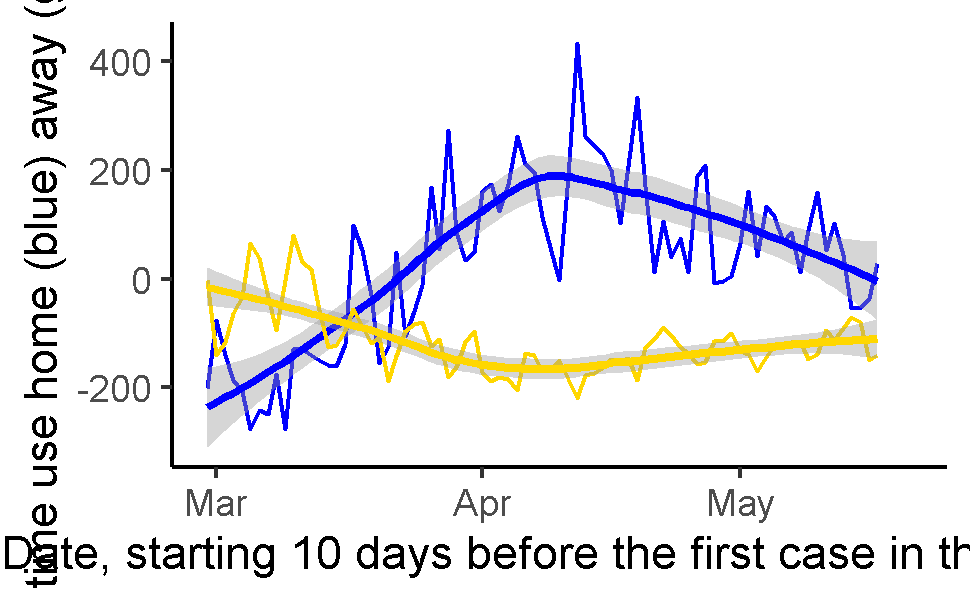 time use home (blue) away (
400
200
0
-200
Mar Apr May
Date, starting 10 days before the first case in th